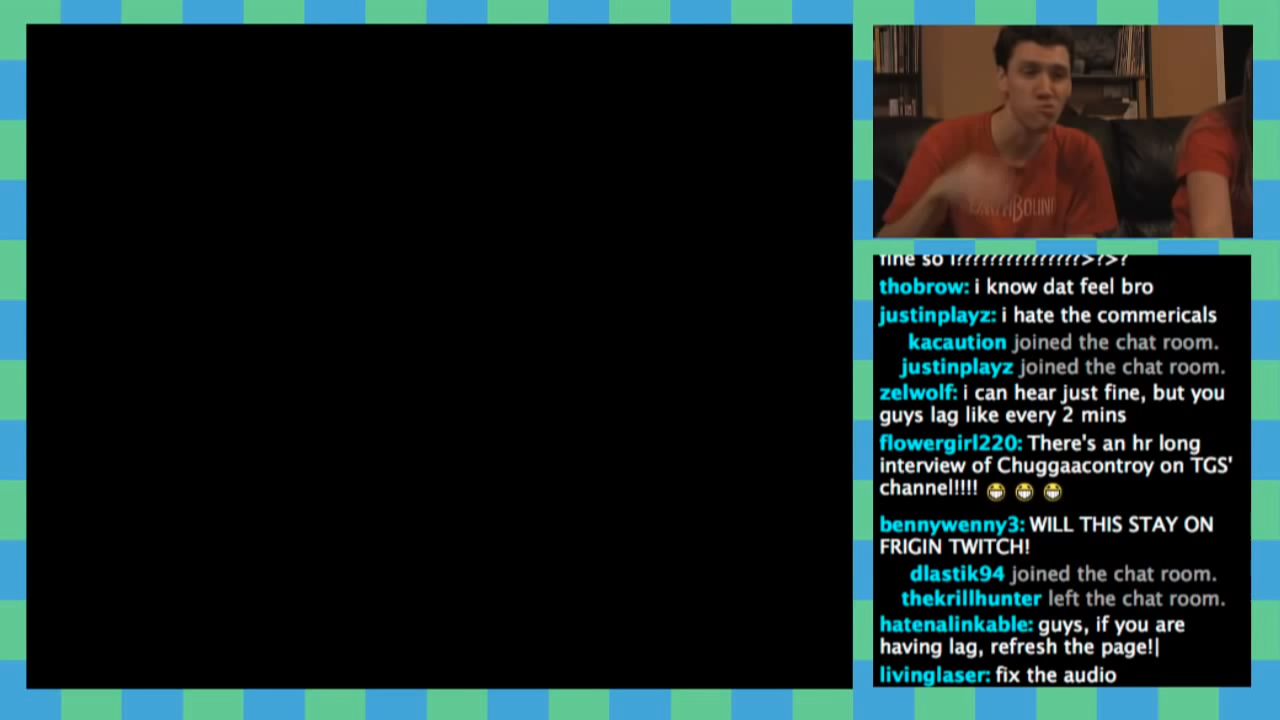 EARTHBOUND
fine so I???????????????>?>?
thobrow: i know dat feel bro
justinplayz: i hate the commericals
kacaution joined the chat room.
justinplayz joined the chat room.
zelwolf: i can hear just fine, but you
guys lag like every 2 mins
flowergirl220: There's an hr long
interview of Chuggaacontroy on TGS'
channel!!!!
bennywenny3: WILL THIS STAY ON
FRIGIN TWITCH!
dlastik94 joined the chat room.
thekrillhunter left the chat room.
hatenalinkable: guys, if you are
having lag, refresh the page!|
livinglaser: fix the audio